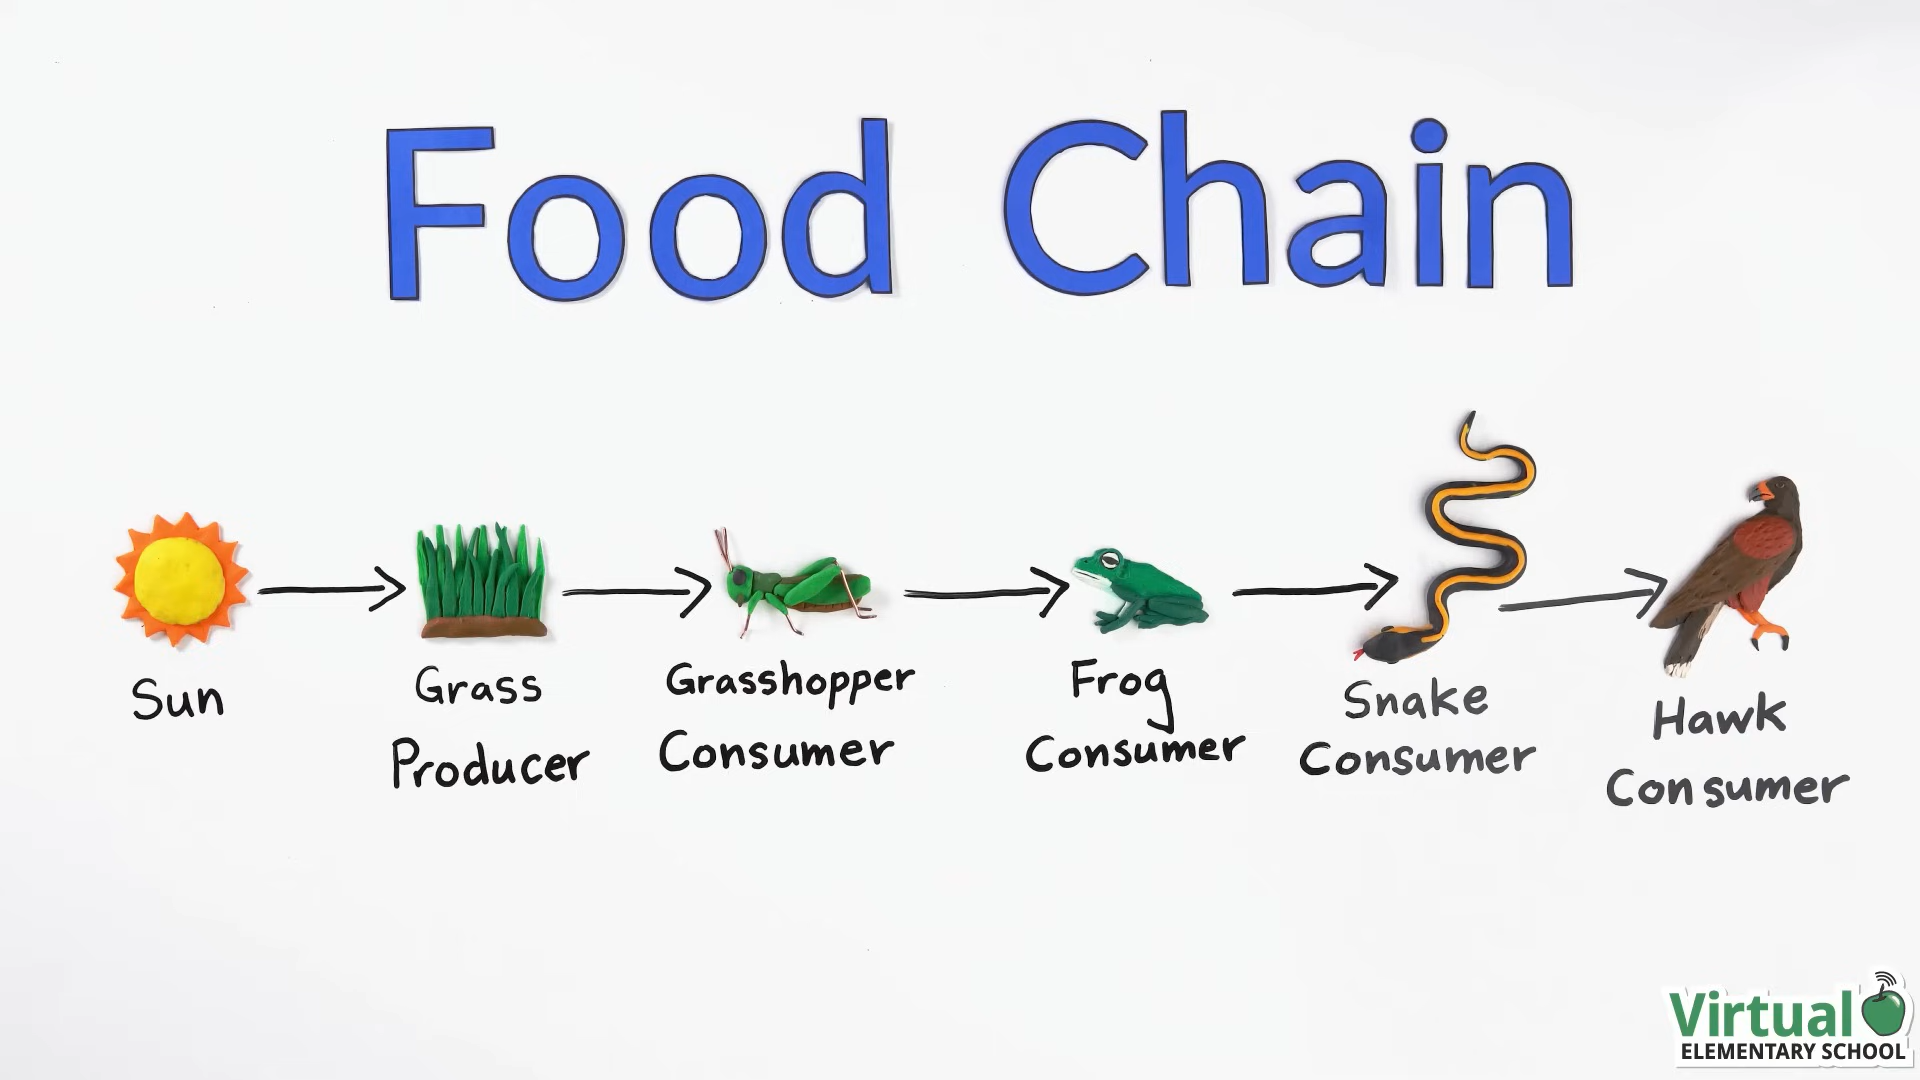 Food Chain
Sun
Grass
Producer
Grasshopper
Consumer
Frog
Consumer
Snake
Consumer
Hawk
Consumer
Virtual
ELEMENTARY SCHOOL